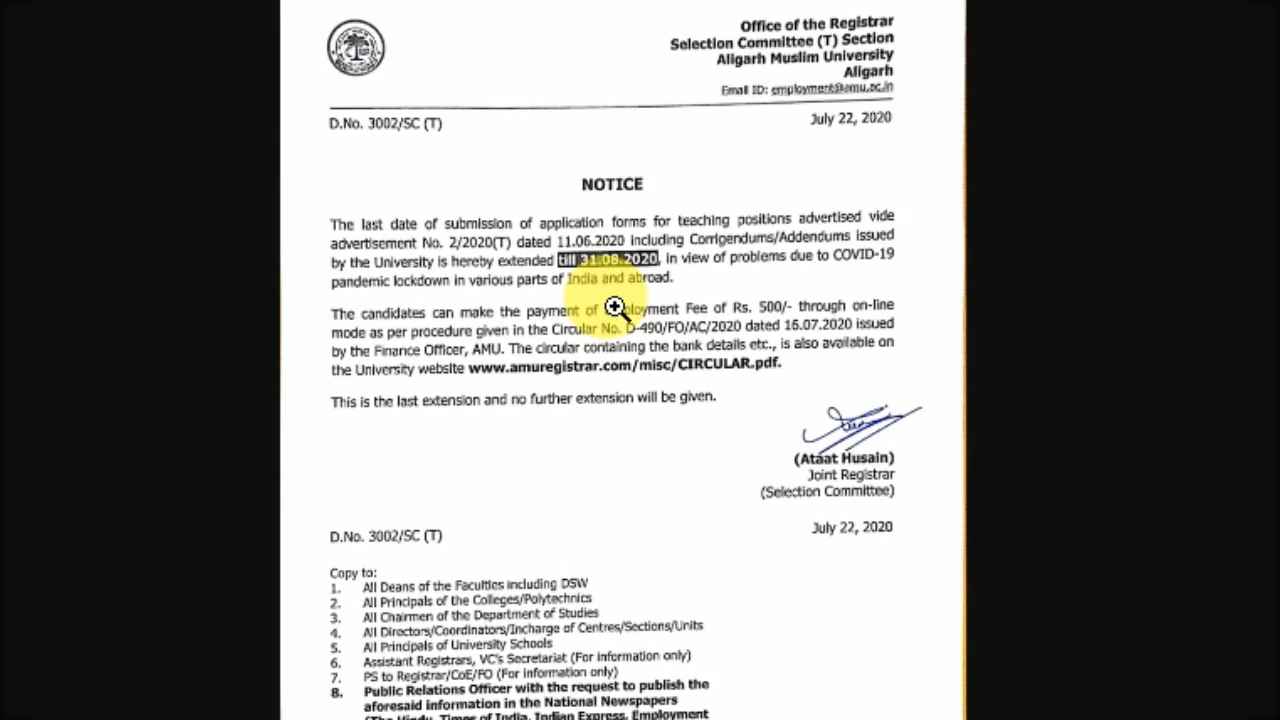 Office of the Registrar
Selection Committee (T) Section
Aligarh Muslim University
Aligarh
Email ID: employment@amu.ac.in
D.No. 3002/SC (T)
July 22, 2020
NOTICE
The last date of submission of application forms for teaching positions advertised vide
advertisement No. 2/2020(T) dated 11.06.2020 including Corrigendums/Addendums issued
by the University is hereby extended till 31.08.2020, in view of problems due to COVID-19
pandemic lockdown in various parts of India and abroad.
The candidates can make the payment of Employment Fee of Rs. 500/- through on-line
mode as per procedure given in the Circular No. D-490/FO/AC/2020 dated 16.07.2020 issued
by the Finance Officer, AMU. The circular containing the bank details etc., is also available on
the University website www.amuregistrar.com/misc/CIRCULAR.pdf.
This is the last extension and no further extension will be given.
(Ataat Husain)
Joint Registrar
(Selection Committee)
D.No. 3002/SC (T)
July 22, 2020
Copy to:
1. All Deans of the Faculties including DSW
2. All Principals of the Colleges/Polytechnics
3. All Chairmen of the Department of Studies
4. All Directors/Coordinators/Incharge of Centres/Sections/Units
5. All Principals of University Schools
6. Assistant Registrars, VC's Secretariat (For information only)
7. PS to Registrar/CoE/FO (For information only)
8. Public Relations Officer with the request to publish the
aforesaid information in the National Newspapers
(The Hindu, Times of India, Indian Express, Employment